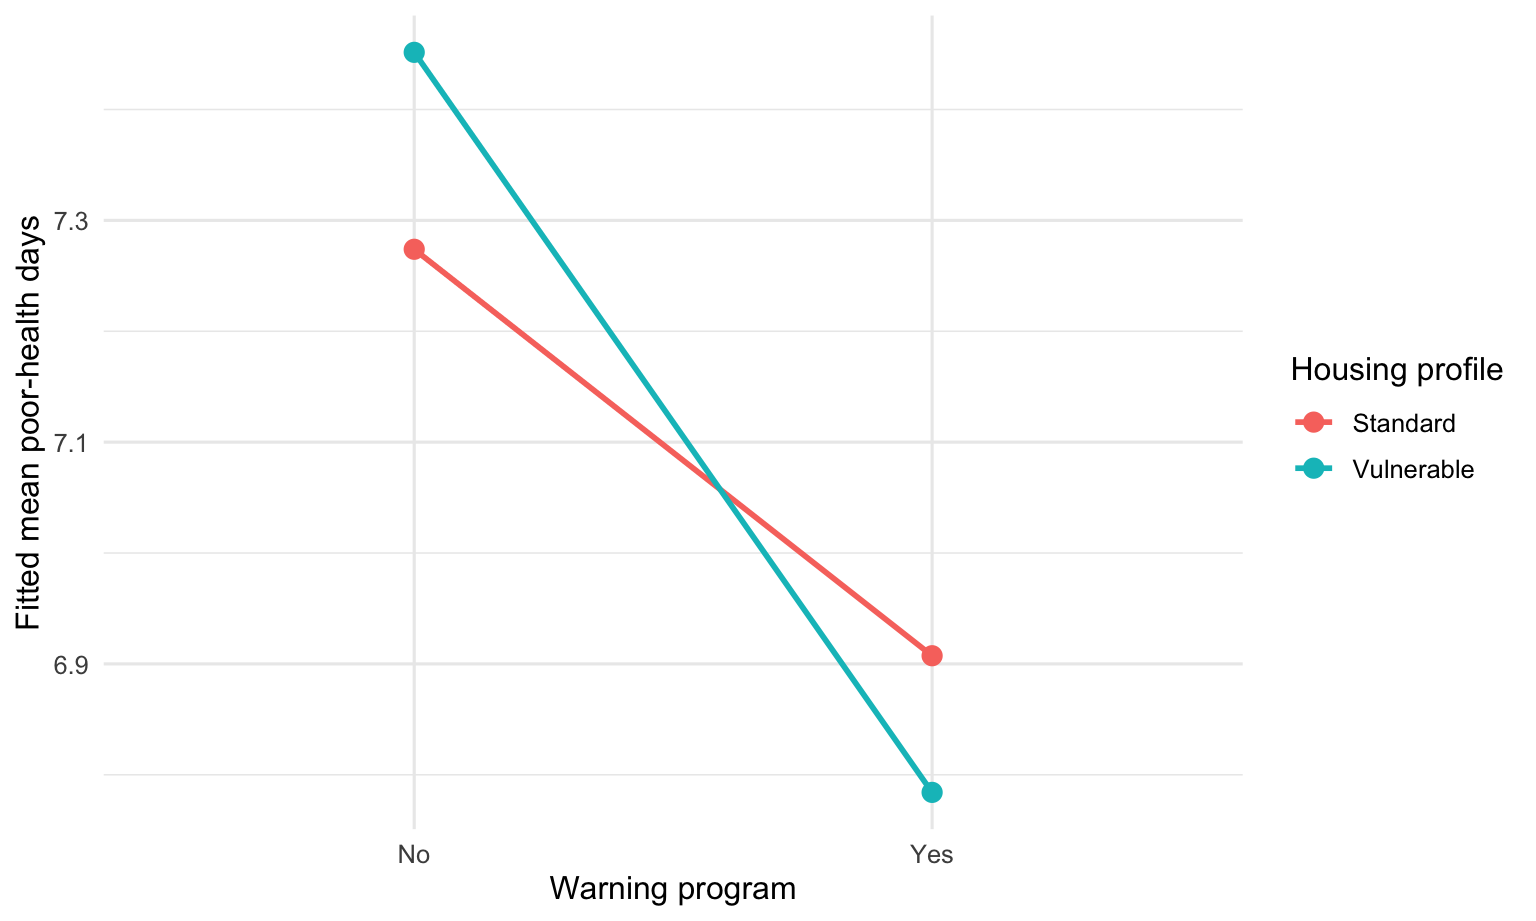 Fitted mean poor-health days
7.3
7.1
6.9
No
Yes
Warning program
Housing profile
Standard
Vulnerable